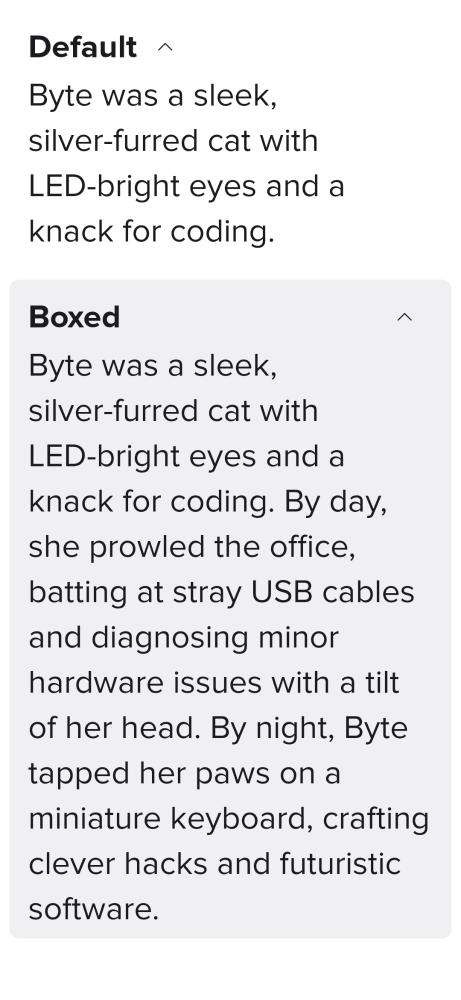 Default
Byte was a sleek,
silver-furred cat with
LED-bright eyes and a
knack for coding.
Boxed
Byte was a sleek,
silver-furred cat with
LED-bright eyes and a
knack for coding. By day,
she prowled the office,
batting at stray USB cables
and diagnosing minor
hardware issues with a tilt
of her head. By night, Byte
tapped her paws on a
miniature keyboard, crafting
clever hacks and futuristic
software.